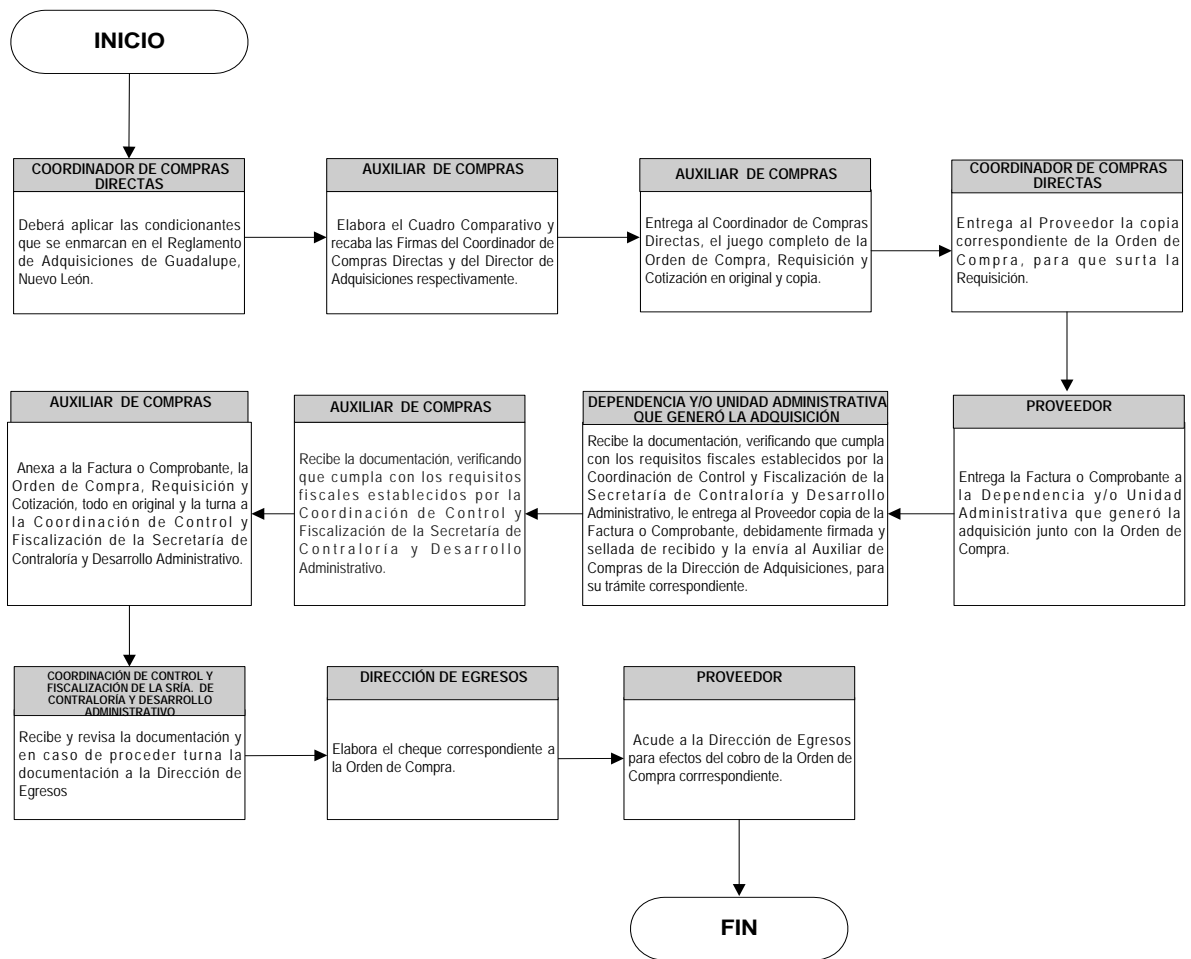 INICIO
COORDINADOR DE COMPRAS
DIRECTAS
Deberá aplicar las condicionantes
que se enmarcan en el Reglamento
de Adquisiciones de Guadalupe,
Nuevo León.
AUXILIAR DE COMPRAS
Elabora el Cuadro Comparativo y
recaba las Firmas del Coordinador de
Compras Directas y del Director de
Adquisiciones respectivamente.
AUXILIAR DE COMPRAS
Entrega al Coordinador de Compras
Directas, el juego completo de la
Orden de Compra, Requisición y
Cotización en original y copia.
COORDINADOR DE COMPRAS
DIRECTAS
Entrega al Proveedor la copia
correspondiente de la Orden de
Compra, para que surta la
Requisición.
PROVEEDOR
Entrega la Factura o Comprobante a
la Dependencia y/o Unidad
Administrativa que generó la
adquisición junto con la Orden de
Compra.
DEPENDENCIA Y/O UNIDAD ADMINISTRATIVA
QUE GENERÓ LA ADQUISICIÓN
Recibe la documentación, verificando que cumpla
con los requisitos fiscales establecidos por la
Coordinación de Control y Fiscalización de
la Secretaría de Contraloría y Desarrollo
Administrativo, le entrega al Proveedor copia de la
Factura o Comprobante, debidamente firmada y
sellada de recibido y la envía al Auxiliar de
Compras de la Dirección de Adquisiciones, para
su trámite correspondiente.
AUXILIAR DE COMPRAS
Recibe la documentación, verificando
que cumpla con los requisitos
fiscales establecidos por la
Coordinación de Control y
Fiscalización de la Secretaría de
Contraloría y Desarrollo
Administrativo.
AUXILIAR DE COMPRAS
Anexa a la Factura o Comprobante, la
Orden de Compra, Requisición y
Cotización, todo en original y la turna a
la Coordinación de Control y
Fiscalización de la Secretaría de
Contraloría y Desarrollo Administrativo.
COORDINACIÓN DE CONTROL Y
FISCALIZACIÓN DE LA SRÍA. DE
CONTRALORÍA Y DESARROLLO
ADMINISTRATIVO
Recibe y revisa la documentación y
en caso de proceder turna la
documentación a la Dirección de
Egresos
DIRECCIÓN DE EGRESOS
Elabora el cheque correspondiente a
la Orden de Compra.
PROVEEDOR
Acude a la Dirección de Egresos
para efectos del cobro de la Orden de
Compra corrrespondiente.
FIN